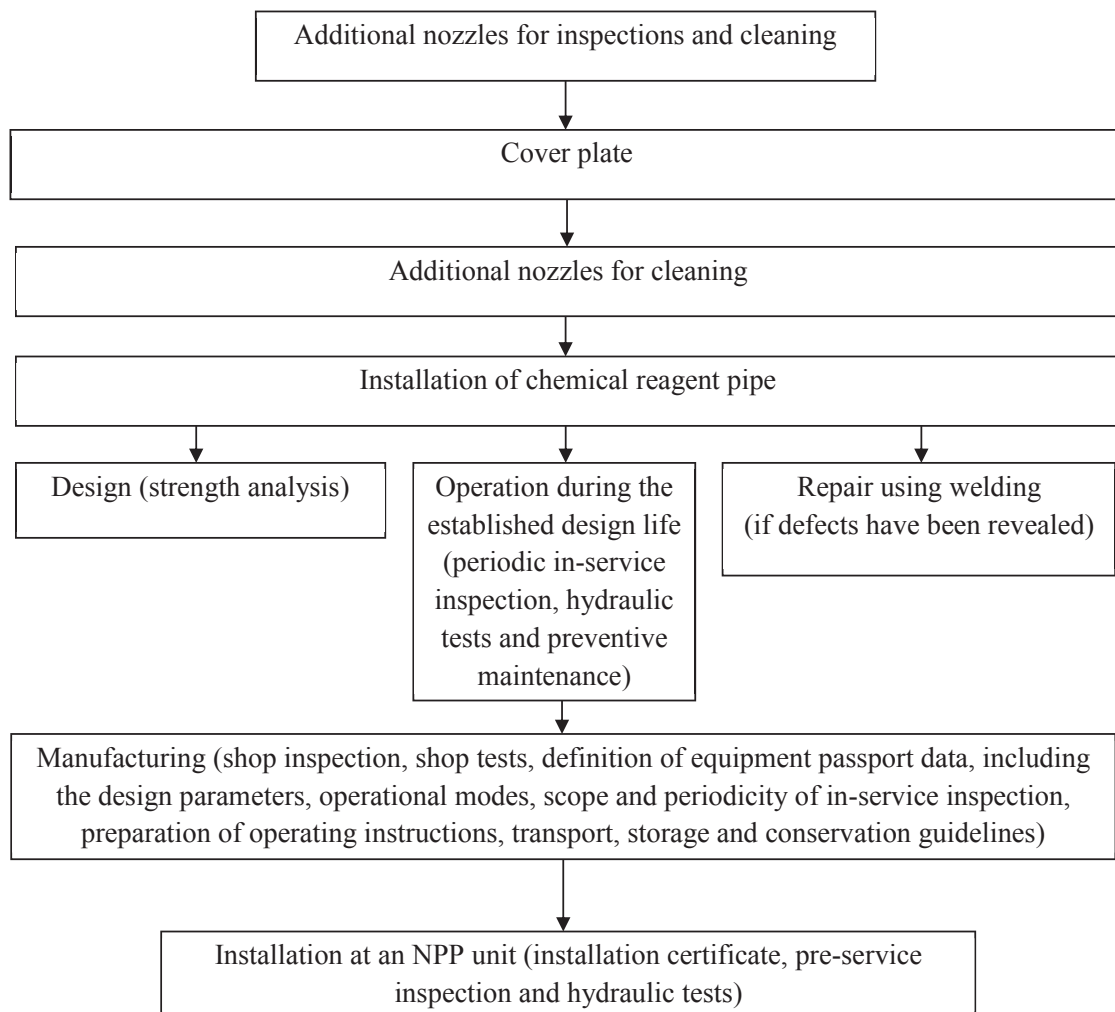 Additional nozzles for inspections and cleaning
Cover plate
Additional nozzles for cleaning
Installation of chemical reagent pipe
Design (strength analysis)
Operation during the
established design life
(periodic in-service
inspection, hydraulic
tests and preventive
maintenance)
Repair using welding
(if defects have been revealed)
Manufacturing (shop inspection, shop tests, definition of equipment passport data, including
the design parameters, operational modes, scope and periodicity of in-service inspection,
preparation of operating instructions, transport, storage and conservation guidelines)
Installation at an NPP unit (installation certificate, pre-service
inspection and hydraulic tests)